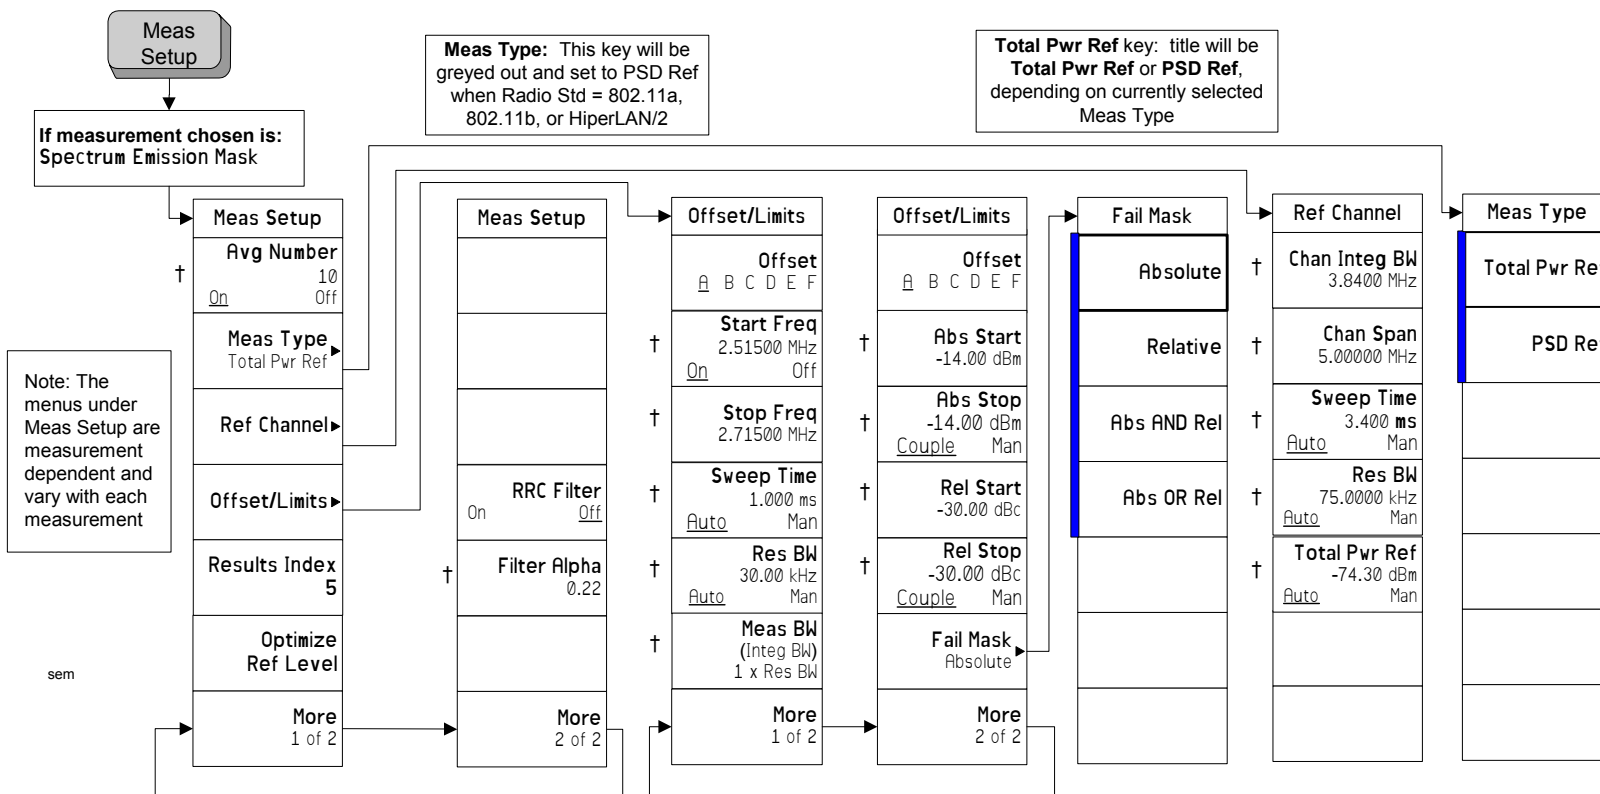 Meas
Setup
If measurement chosen is:
Spectrum Emission Mask
Meas Type: This key will be
greyed out and set to PSD Ref
when Radio Std = 802.11a,
802.11b, or HiperLAN/2
Total Pwr Ref key: title will be
Total Pwr Ref or PSD Ref,
depending on currently selected
Meas Type
Note: The
menus under
Meas Setup are
measurement
dependent and
vary with each
measurement
sem
Meas Setup
†
Avg Number
10
On Off
Meas Type
Total Pwr Ref
Ref Channel
Offset/Limits
Results Index
5
Optimize
Ref Level
More
1 of 2
Meas Setup
RRC Filter
On Off
†
Filter Alpha
0.22
More
2 of 2
Offset/Limits
Offset
A B C D E F
†
Start Freq
2.51500 MHz
On Off
†
Stop Freq
2.71500 MHz
†
Sweep Time
1.000 ms
Auto Man
†
Res BW
30.00 kHz
Auto Man
†
Meas BW
(Integ BW)
1 x Res BW
More
1 of 2
Offset/Limits
Offset
A B C D E F
†
Abs Start
-14.00 dBm
†
Abs Stop
-14.00 dBm
Couple Man
†
Rel Start
-30.00 dBc
†
Rel Stop
-30.00 dBc
Couple Man
Fail Mask
Absolute
More
2 of 2
Fail Mask
Absolute
Relative
Abs AND Rel
Abs OR Rel
Ref Channel
†
Chan Integ BW
3.8400 MHz
†
Chan Span
5.00000 MHz
†
Sweep Time
3.400 ms
Auto Man
†
Res BW
75.0000 kHz
Auto Man
†
Total Pwr Ref
-74.30 dBm
Auto Man
Meas Type
Total Pwr Re
PSD Re